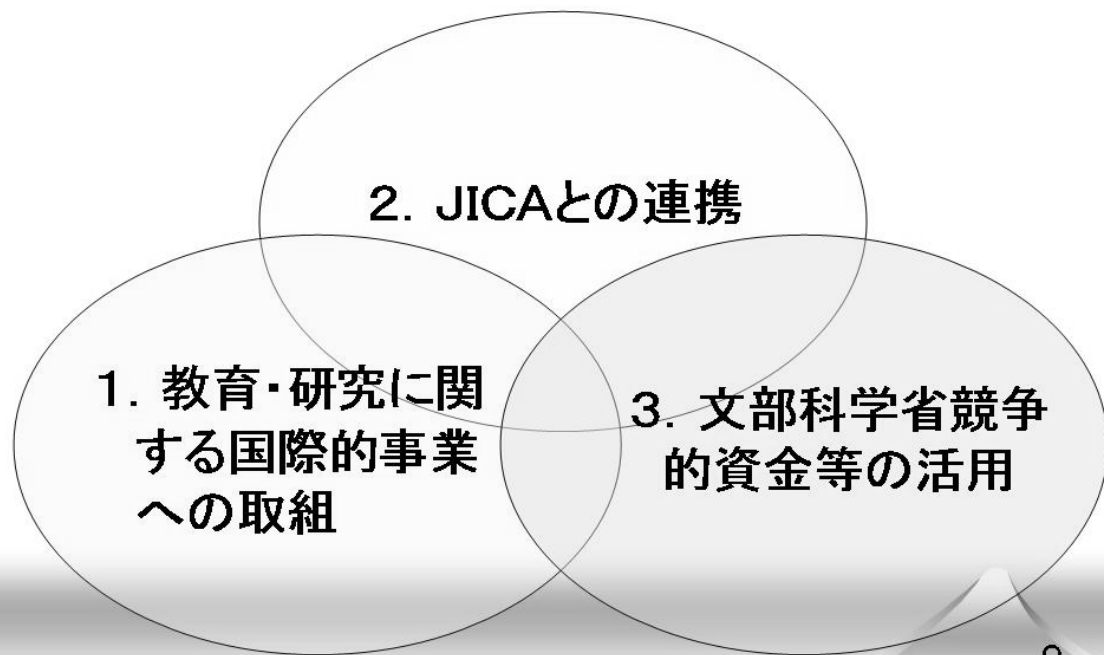 2. JICAとの連携
1. 教育・研究に関
する国際的事業
への取組
3. 文部科学省競争
的資金等の活用